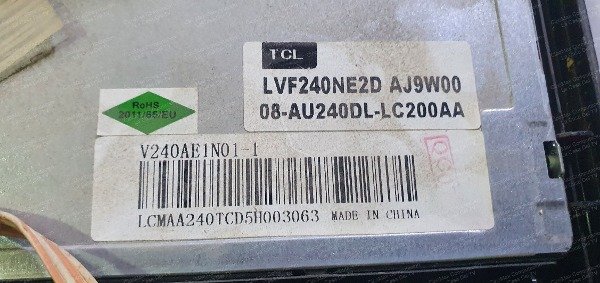 TCL
LVF240NE2D AJ9W00
08-AU240DL-LC200AA
RoHS
2011/65/EU
V240AE1N01-1
LCMAA240TCD5H003063 MADE IN CHINA